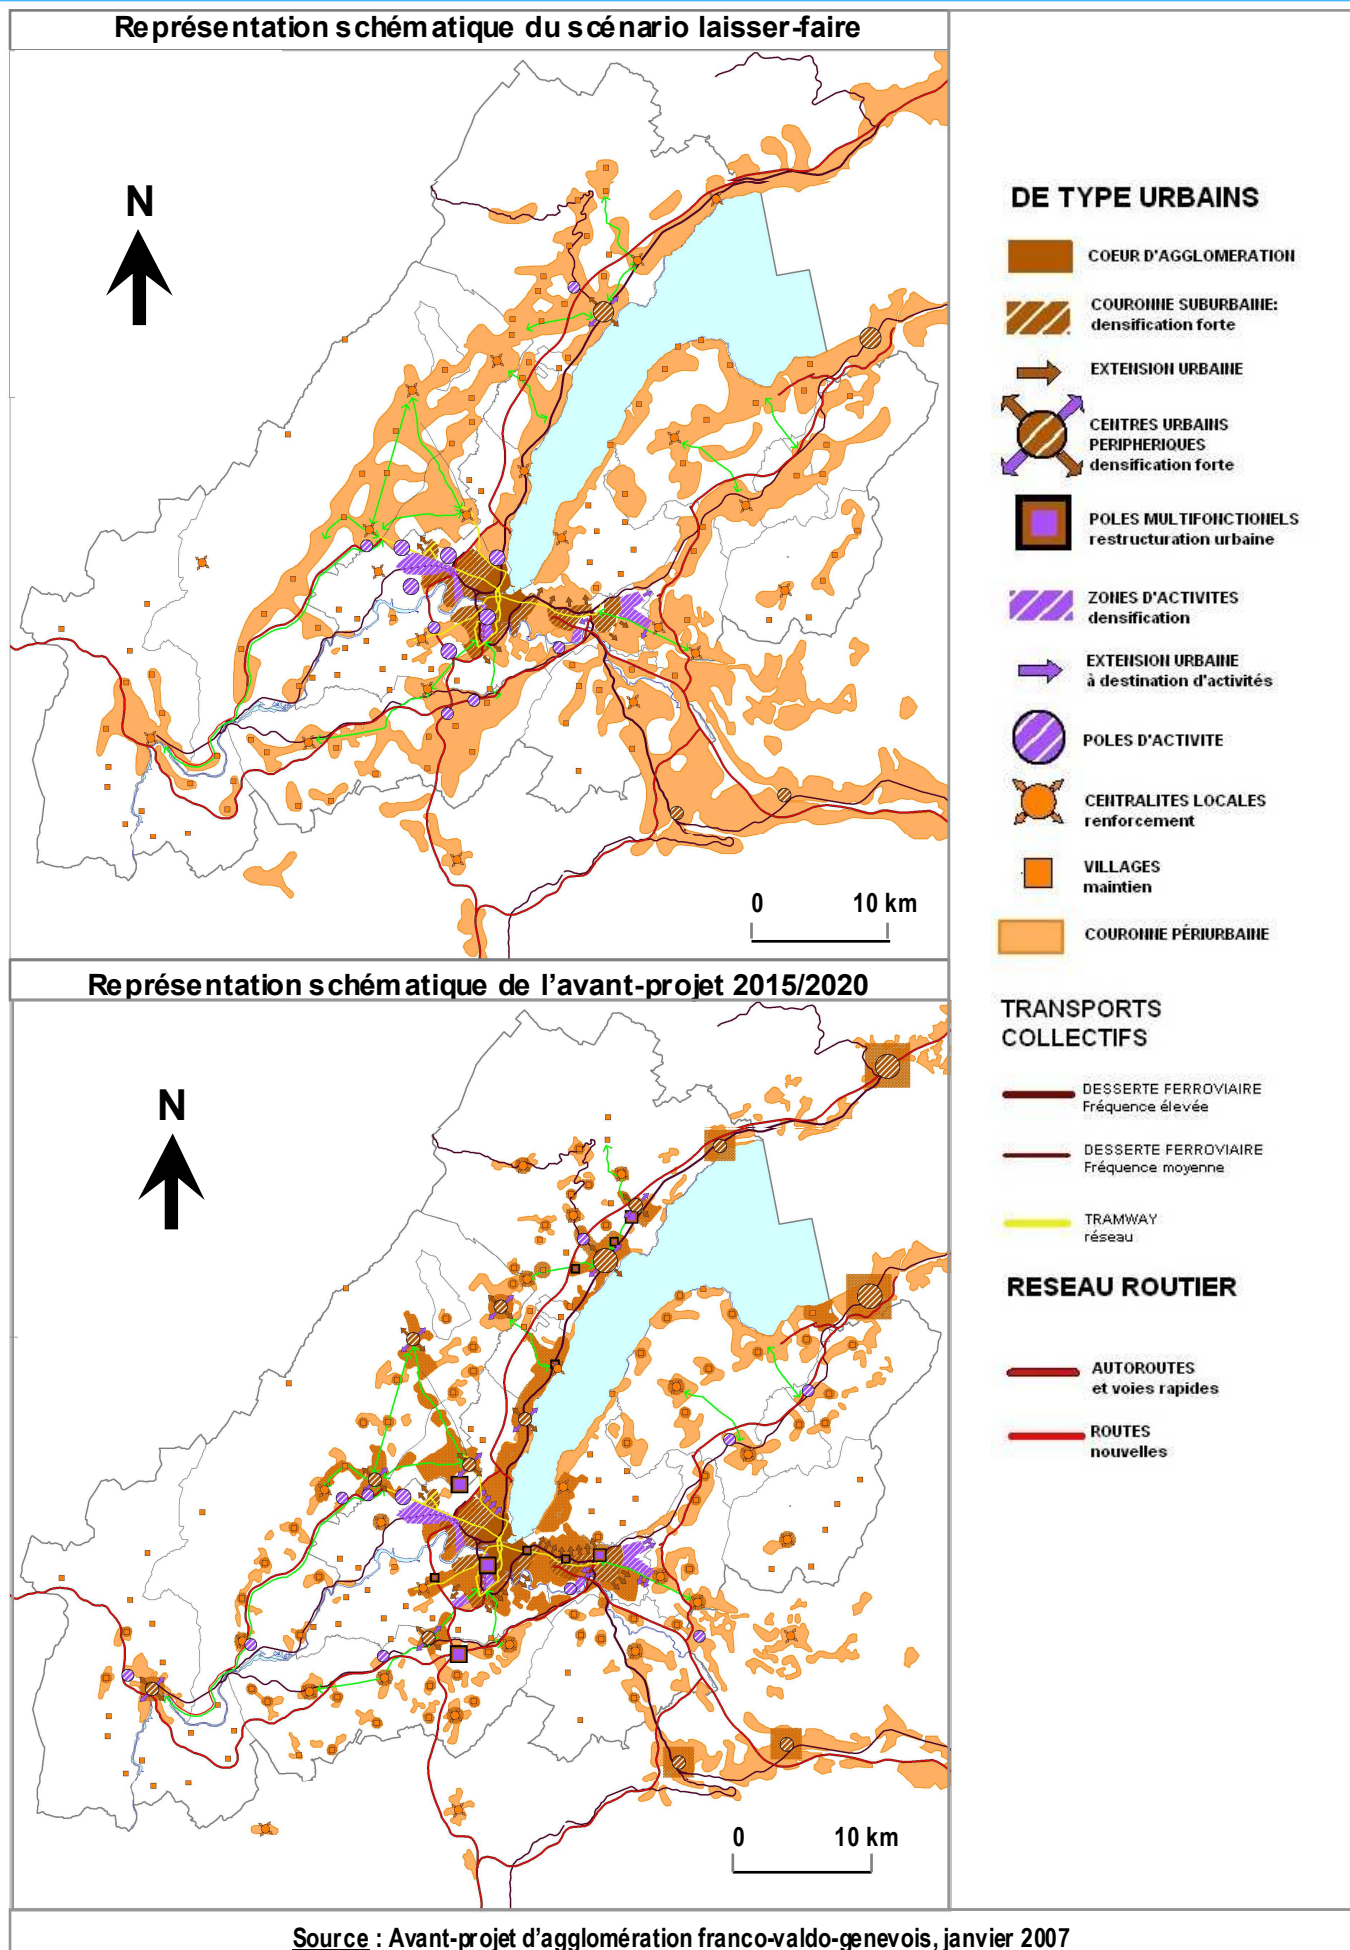 Représentation schématique du scénario laisser-faire
N
0 10 km
Représentation schématique de l'avant-projet 2015/2020
N
0 10 km
DE TYPE URBAINS
COEUR D'AGGLOMERATION
COURONNE SUBURBAINE:
densification forte
EXTENSION URBAINE
CENTRES URBAINS
PERIPHERIQUES
densification forte
POLES MULTIFONCTIONELS
restructuration urbaine
ZONES D'ACTIVITES
densification
EXTENSION URBAINE
à destination d'activités
POLES D'ACTIVITE
CENTRALITES LOCALES
renforcement
VILLAGES
maintien
COURONNE PÉRIURBAINE
TRANSPORTS
COLLECTIFS
DESSERTE FERROVIAIRE
Fréquence élevée
DESSERTE FERROVIAIRE
Fréquence moyenne
TRAMWAY
réseau
RESEAU ROUTIER
AUTOROUTES
et voies rapides
ROUTES
nouvelles
Source : Avant-projet d'agglomération franco-valdo-genevois, janvier 2007